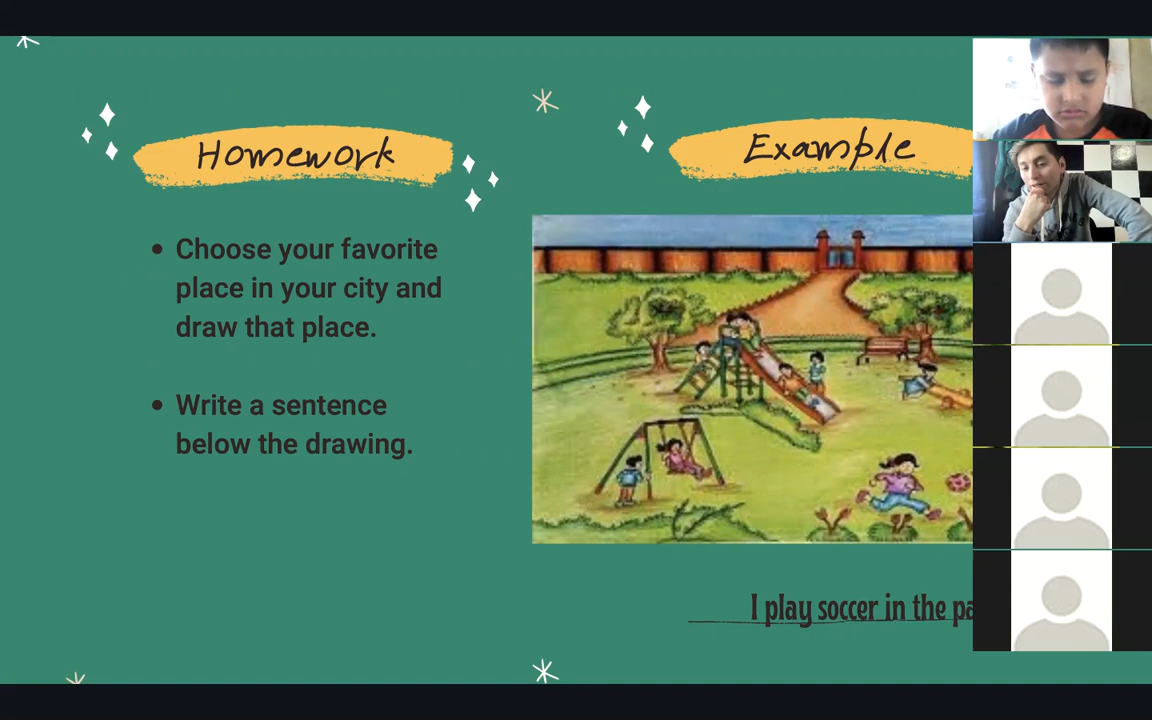 Homework
Choose your favorite
place in your city and
draw that place.
Write a sentence
below the drawing.
Example
I play soccer in the